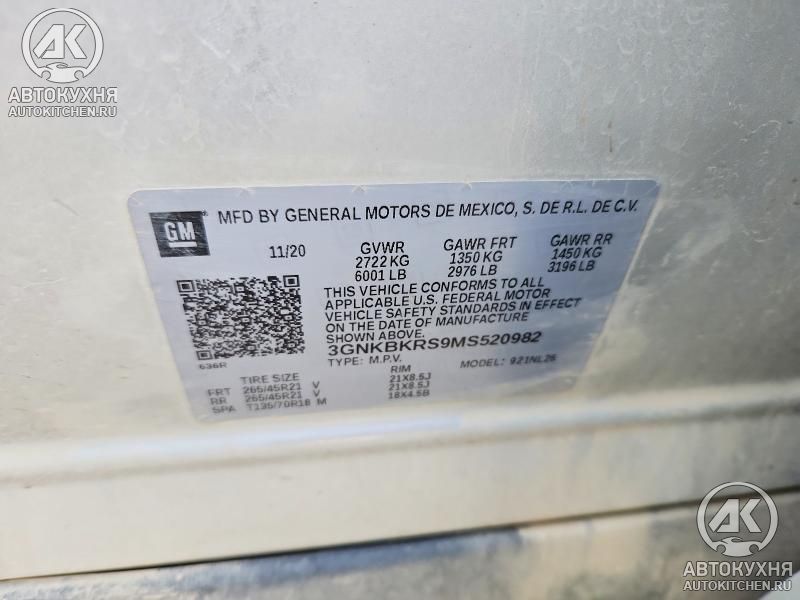 АК
АВТОКУХНЯ
AUTOKITCHEN.RU
GM
MFD BY GENERAL MOTORS DE MEXICO, S. DE R.L. DE C.V.
11/20 GVWR GAWR FRT GAWR RR
2722 KG 1350 KG 1450 KG
6001 LB 2976 LB 3196 LB
THIS VEHICLE CONFORMS TO ALL
APPLICABLE U.S. FEDERAL MOTOR
VEHICLE SAFETY STANDARDS IN EFFECT
ON THE DATE OF MANUFACTURE
SHOWN ABOVE.
3GNKBKRS9MS520982
636R TYPE: M.P.V. MODEL: 921NL26
TIRE SIZE RIM
FRT 265/45R21 V 21X8.5J
RR 265/45R21 V 21X8.5J
SPA T135/70R18 M 18X4.5B
АК
АВТОКУХНЯ
AUTOKITCHEN.RU